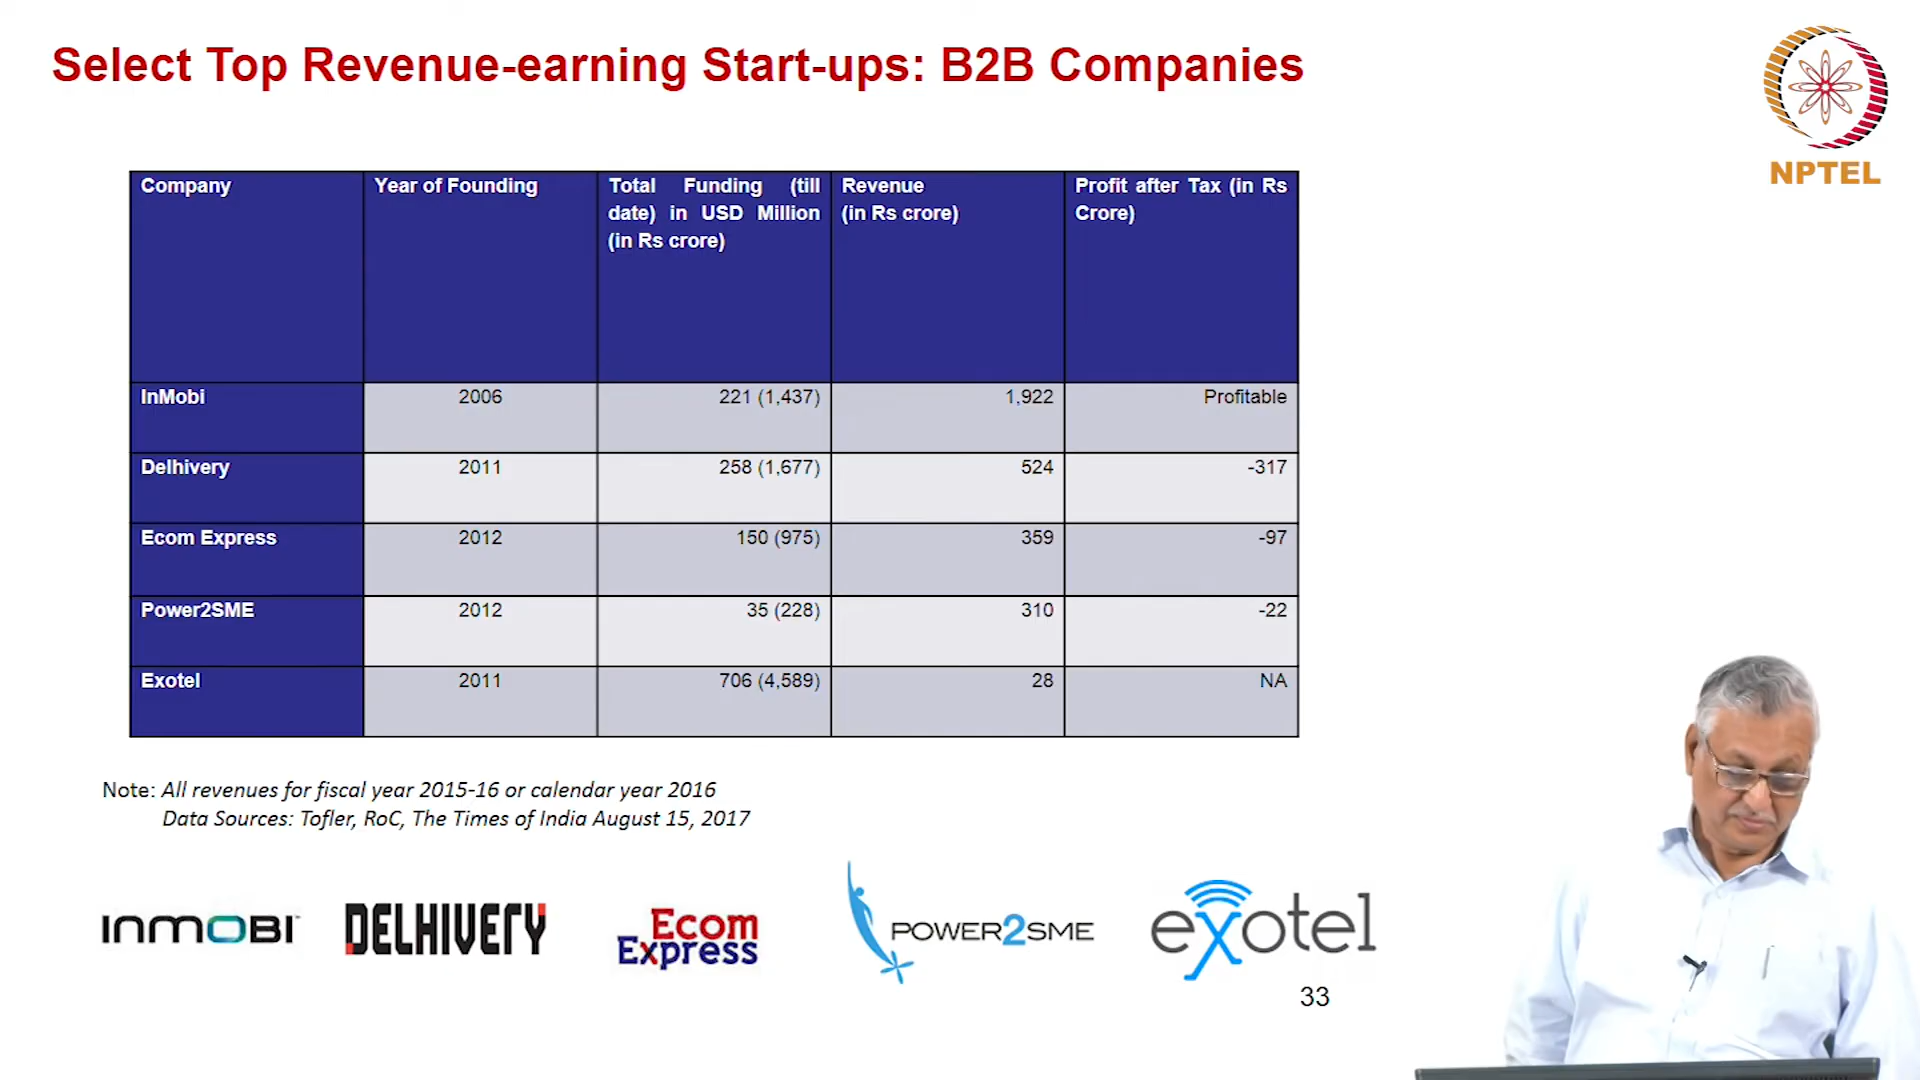 Select Top Revenue-earning Start-ups: B2B Companies
NPTEL
Company
Year of Founding
Total Funding (till
date) in USD Million
(in Rs crore)
Revenue
(in Rs crore)
Profit after Tax (in Rs
Crore)
InMobi 2006 221 (1,437) 1,922 Profitable
Delhivery 2011 258 (1,677) 524 -317
Ecom Express 2012 150 (975) 359 -97
Power2SME 2012 35 (228) 310 -22
Exotel 2011 706 (4,589) 28 NA
Note: All revenues for fiscal year 2015-16 or calendar year 2016
Data Sources: Tofler, RoC, The Times of India August 15, 2017
INMOBI
DELHIVERY
Ecom
Express
POWER2SME
exotel
33